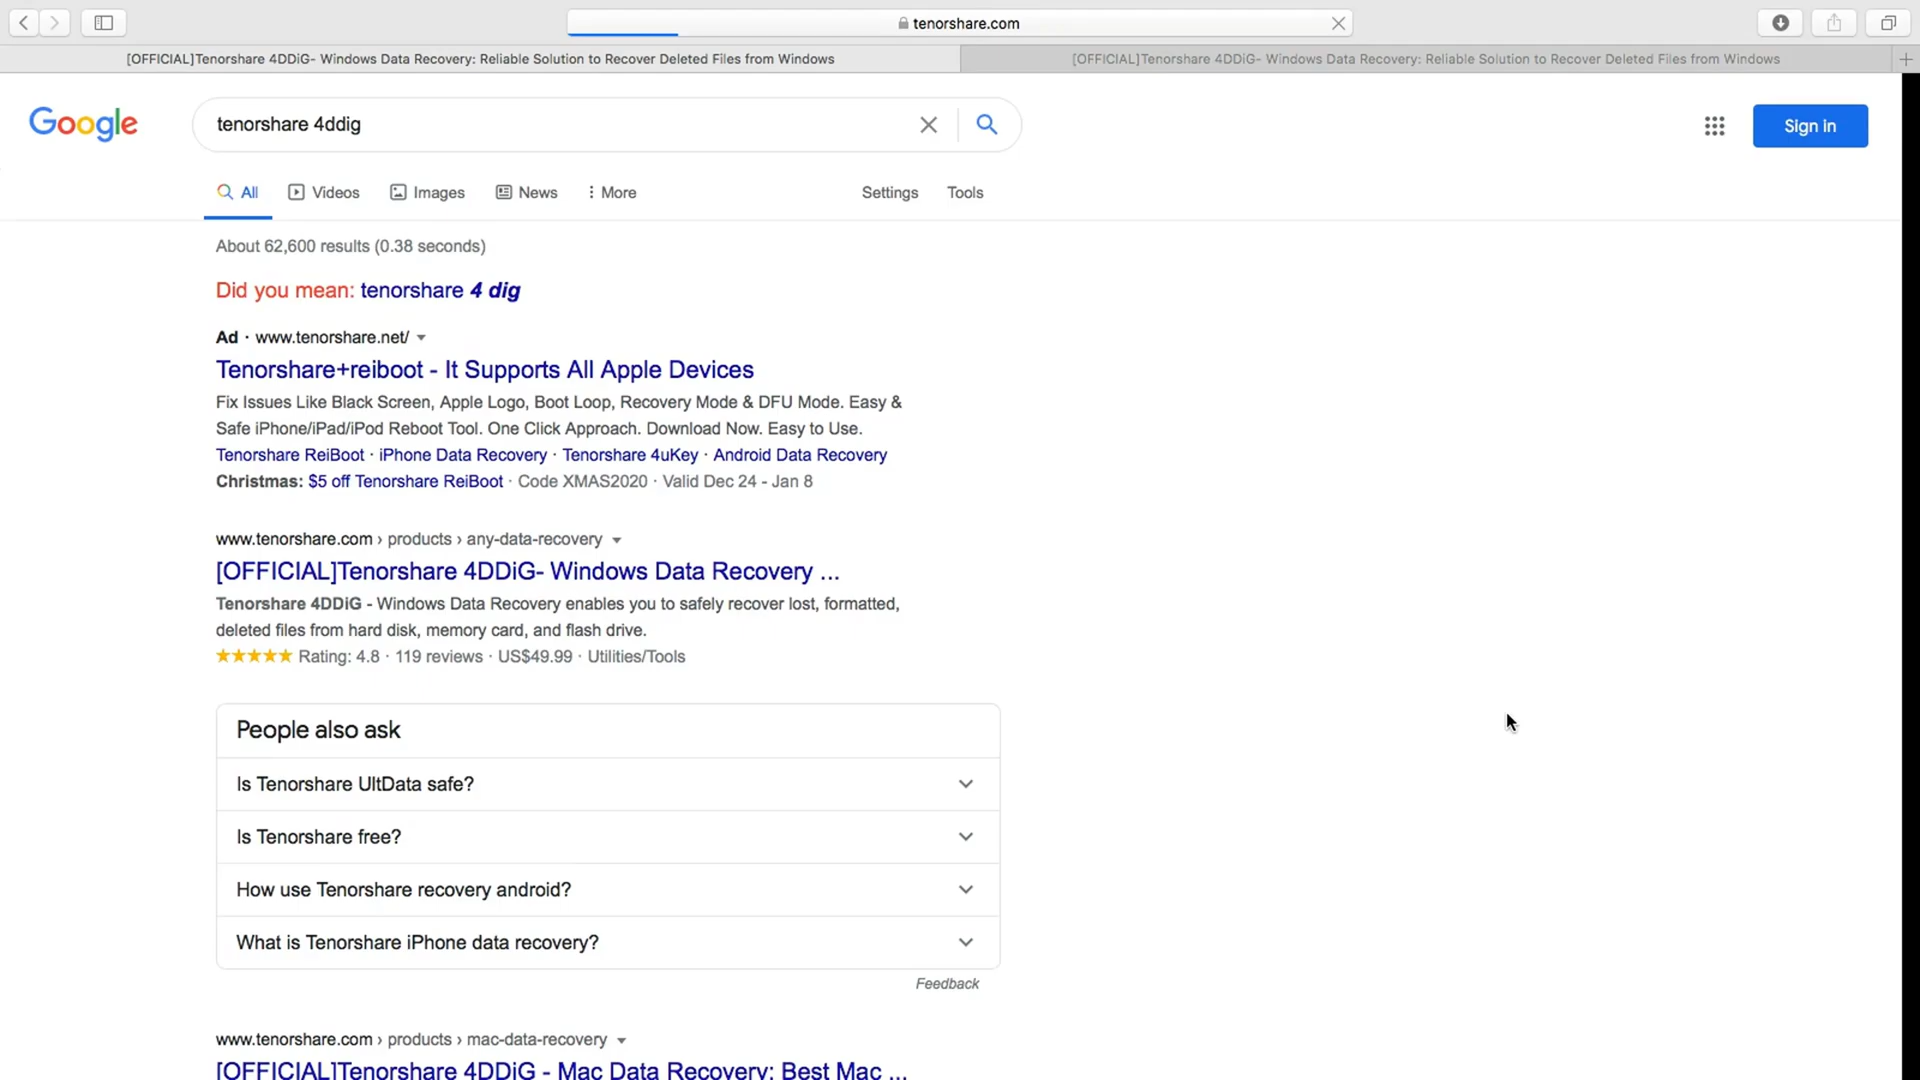 tenorshare.com
[OFFICIAL]Tenorshare 4DDiG- Windows Data Recovery: Reliable Solution to Recover Deleted Files from Windows
[OFFICIAL]Tenorshare 4DDiG- Windows Data Recovery: Reliable Solution to Recover Deleted Files from Windows
Google
tenorshare 4ddig
Sign in
All
Videos
Images
News
More
Settings
Tools
About 62,600 results (0.38 seconds)
Did you mean: tenorshare 4 dig
Ad · www.tenorshare.net/
Tenorshare+reiboot - It Supports All Apple Devices
Fix Issues Like Black Screen, Apple Logo, Boot Loop, Recovery Mode & DFU Mode. Easy &
Safe iPhone/iPad/iPod Reboot Tool. One Click Approach. Download Now. Easy to Use.
Tenorshare ReiBoot · iPhone Data Recovery · Tenorshare 4uKey · Android Data Recovery
Christmas: $5 off Tenorshare ReiBoot · Code XMAS2020 · Valid Dec 24 - Jan 8
www.tenorshare.com › products › any-data-recovery
[OFFICIAL]Tenorshare 4DDiG- Windows Data Recovery ...
Tenorshare 4DDiG - Windows Data Recovery enables you to safely recover lost, formatted,
deleted files from hard disk, memory card, and flash drive.
Rating: 4.8 · 119 reviews · US$49.99 · Utilities/Tools
People also ask
Is Tenorshare UltData safe?
Is Tenorshare free?
How use Tenorshare recovery android?
What is Tenorshare iPhone data recovery?
Feedback
www.tenorshare.com › products › mac-data-recovery
[OFFICIAL]Tenorshare 4DDiG - Mac Data Recovery: Best Mac ...